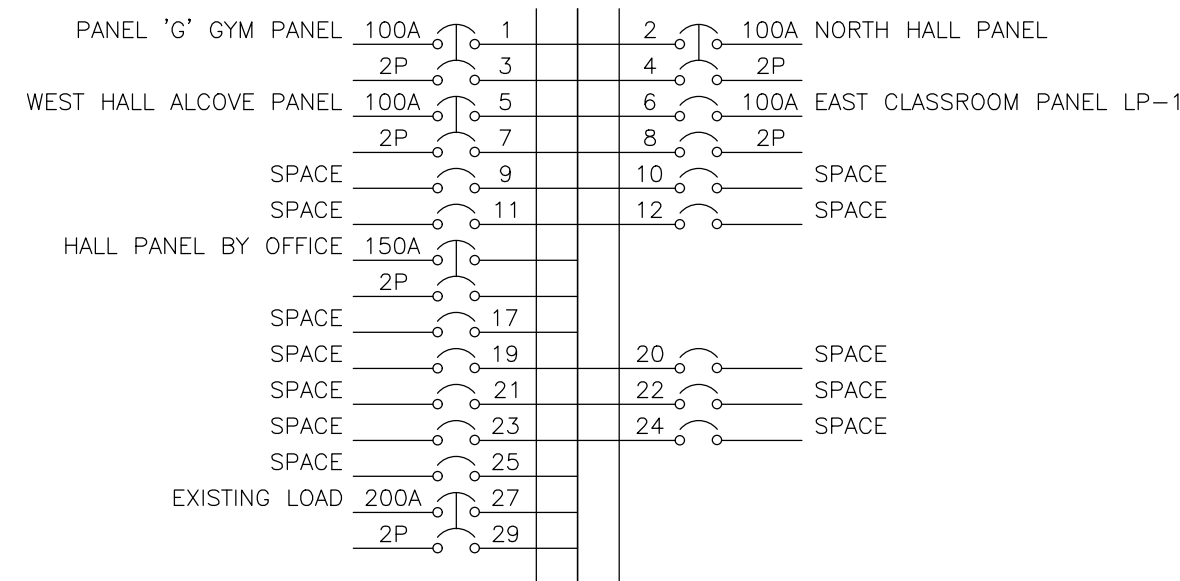 PANEL 'G' GYM PANEL 100A 1 2 100A NORTH HALL PANEL
2P 3 4 2P
WEST HALL ALCOVE PANEL 100A 5 6 100A EAST CLASSROOM PANEL LP-1
2P 7 8 2P
SPACE 9 10 SPACE
SPACE 11 12 SPACE
HALL PANEL BY OFFICE 150A
2P
SPACE 17
SPACE 19 20 SPACE
SPACE 21 22 SPACE
SPACE 23 24 SPACE
SPACE 25
EXISTING LOAD 200A 27
2P 29